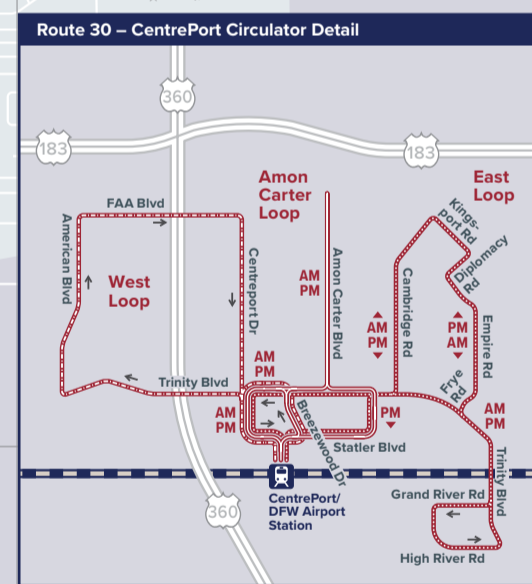 Route 30 – CentrePort Circulator Detail
360
183
183
Amon
Carter
Loop
East
Loop
FAA Blvd
Kings-
port Rd
American Blvd
Diplomacy
Rd
West
Loop
Centreport Dr
AM
PM
Amon Carter Blvd
Cambridge Rd
AM
PM
PM
AM
Empire Rd
AM
PM
Trinity Blvd
Frye
Rd
AM
PM
AM
PM
Breezewood Dr
PM
Statler Blvd
Trinity Blvd
CentrePort/
DFW Airport
Station
360
Grand River Rd
High River Rd